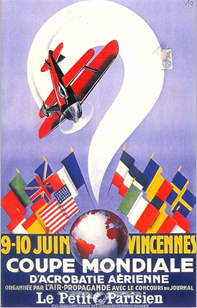 9-10 JUIN VINCENNES
COUPE MONDIALE
D'ACROBATIE AÉRIENNE
ORGANISÉE PAR L'AIR-PROPAGANDE AVEC LE CONCOURS DU JOURNAL
Le Petit Parisien